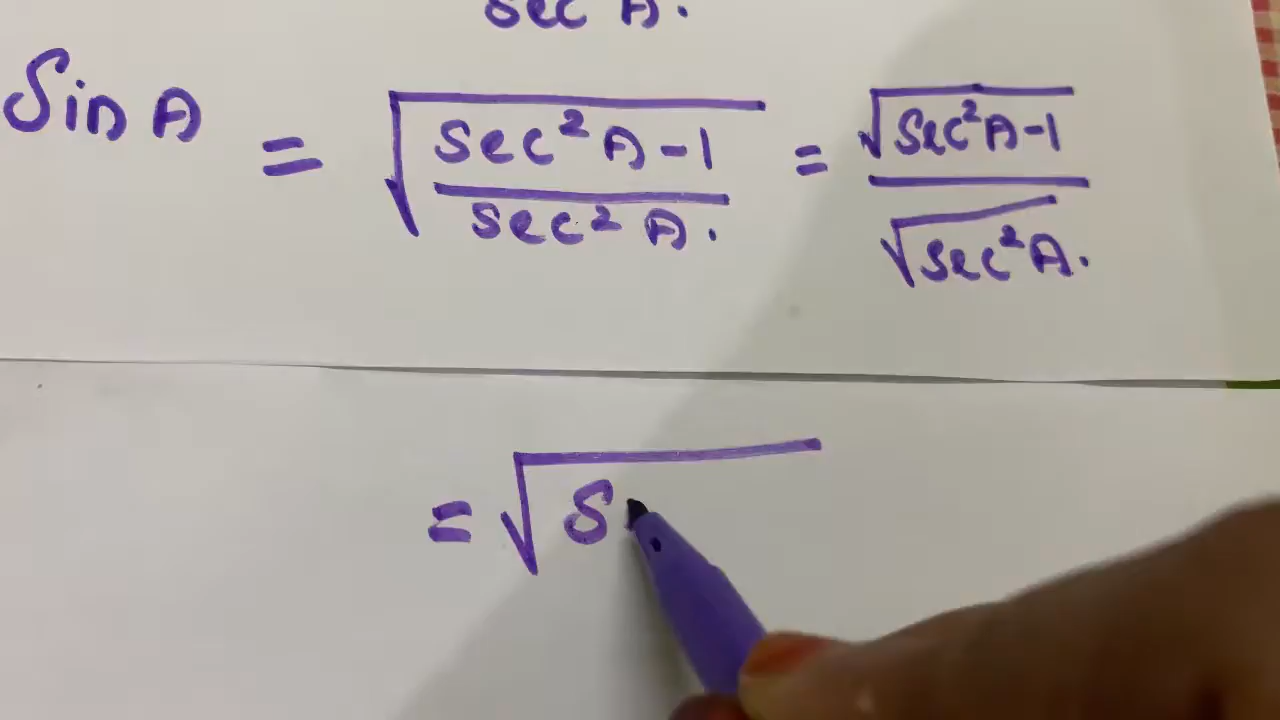 sec A.
Sin A = √(sec²A-1 / sec²A.) = √(sec²A-1) / √(sec²A.)
= √S